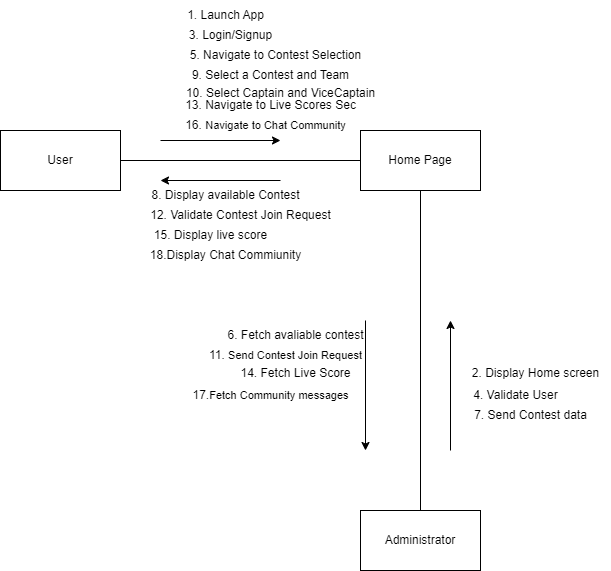 1. Launch App
3. Login/Signup
5. Navigate to Contest Selection
9. Select a Contest and Team
10. Select Captain and ViceCaptain
13. Navigate to Live Scores Sec
16. Navigate to Chat Community
User
Home Page
8. Display available Contest
12. Validate Contest Join Request
15. Display live score
18.Display Chat Commiunity
6. Fetch avaliable contest
11. Send Contest Join Request
14. Fetch Live Score
17.Fetch Community messages
2. Display Home screen
4. Validate User
7. Send Contest data
Administrator